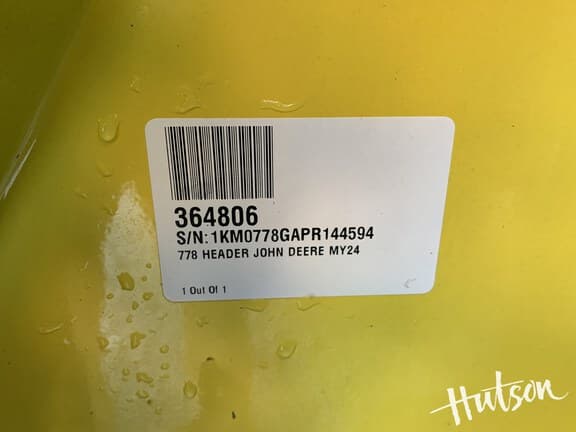 364806
S/N:1KM0778GAPR144594
778 HEADER JOHN DEERE MY24
1 Out Of 1
Hutson